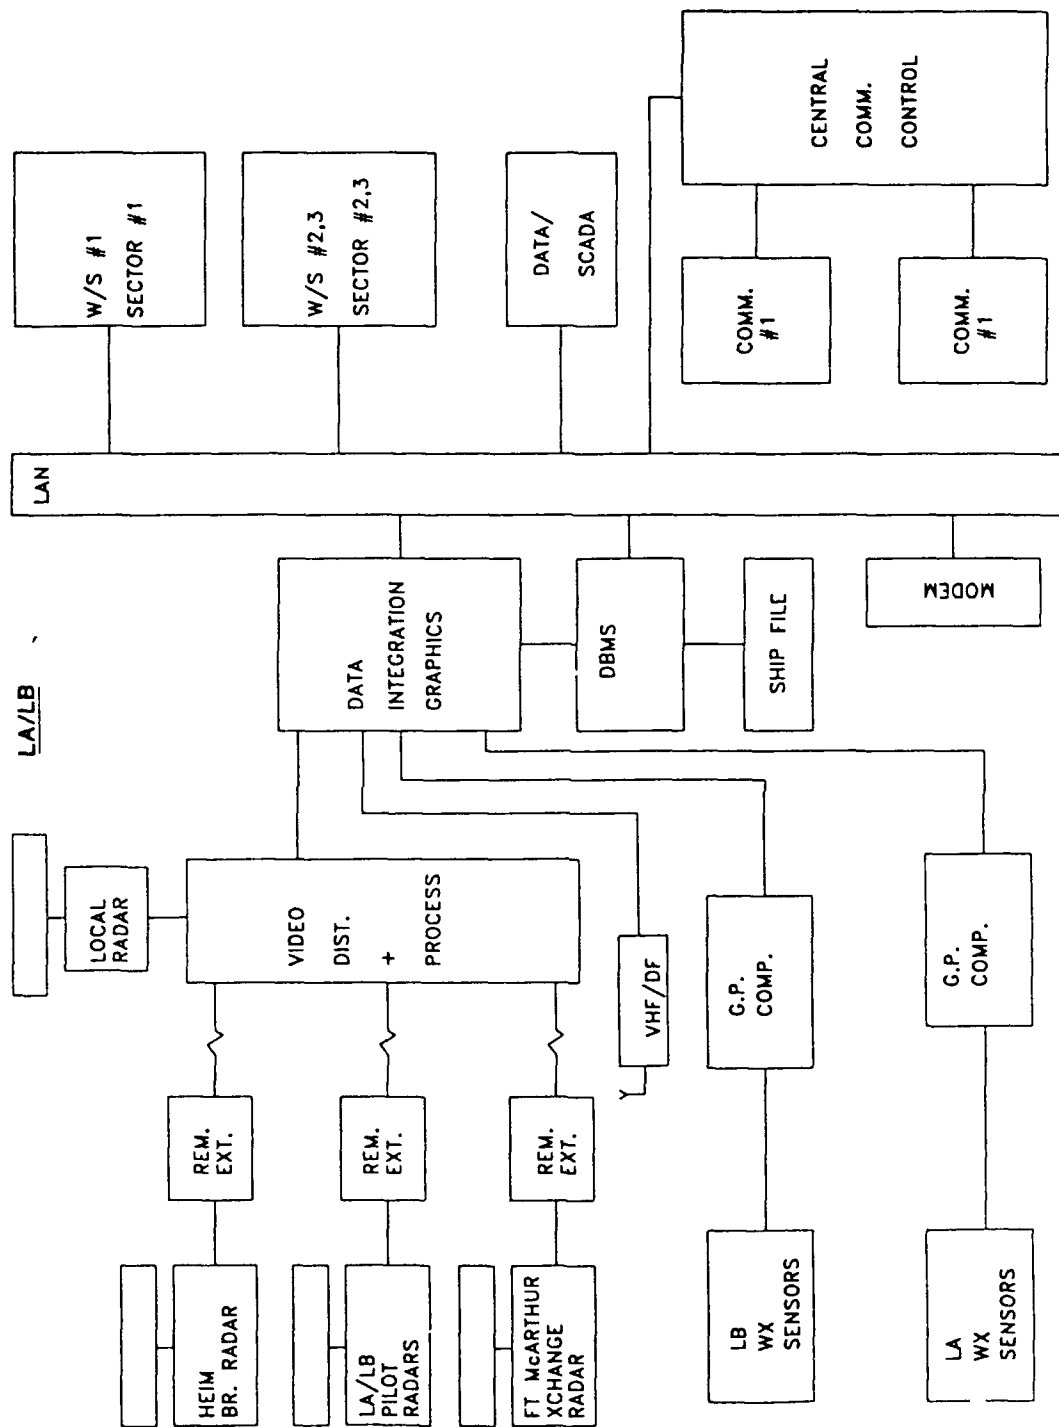 LA/LB
HEIM
BR. RADAR
REM.
EXT.
LOCAL
RADAR
LA/LB
PILOT
RADARS
REM.
EXT.
FT McARTHUR
XCHANGE
RADAR
REM.
EXT.
VIDEO
DIST.
+
PROCESS
VHF/DF
LB
WX
SENSORS
G.P.
COMP.
LA
WX
SENSORS
G.P.
COMP.
DATA
INTEGRATION
GRAPHICS
DBMS
SHIP FILE
MODEM
LAN
W/S #1
SECTOR #1
W/S #2,3
SECTOR #2,3
DATA/
SCADA
COMM.
#1
COMM.
#1
CENTRAL
COMM.
CONTROL